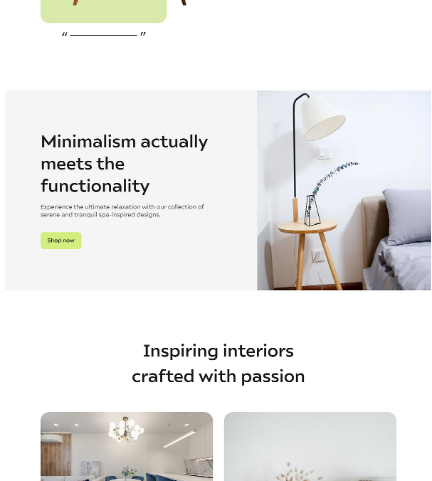 “ ” 
Minimalism actually
meets the
functionality
Experience the ultimate relaxation with our collection of
serene and tranquil spa-inspired designs.
Shop now
Inspiring interiors
crafted with passion